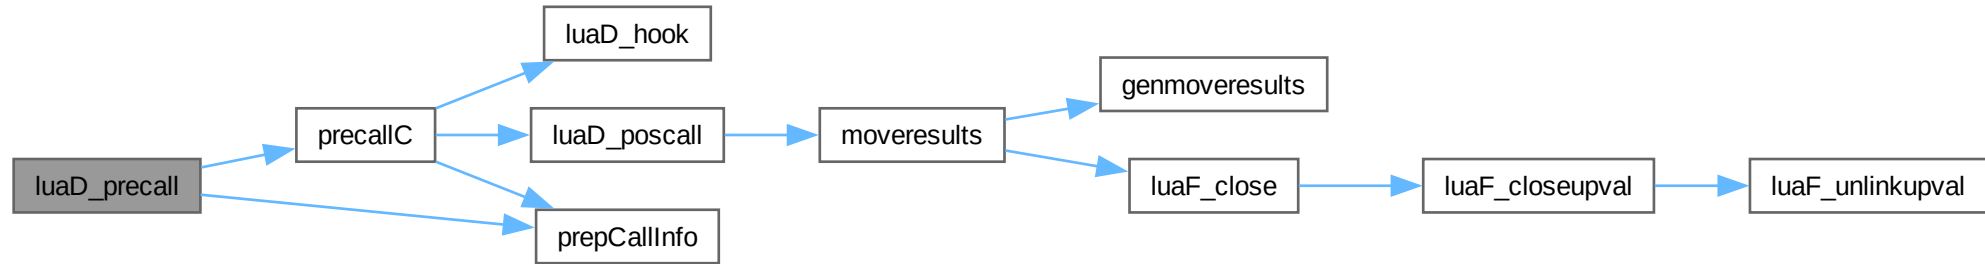 luaD_precall
precallC
luaD_hook
luaD_poscall
prepCallInfo
moveresults
genmoveresults
luaF_close
luaF_closeupval
luaF_unlinkupval